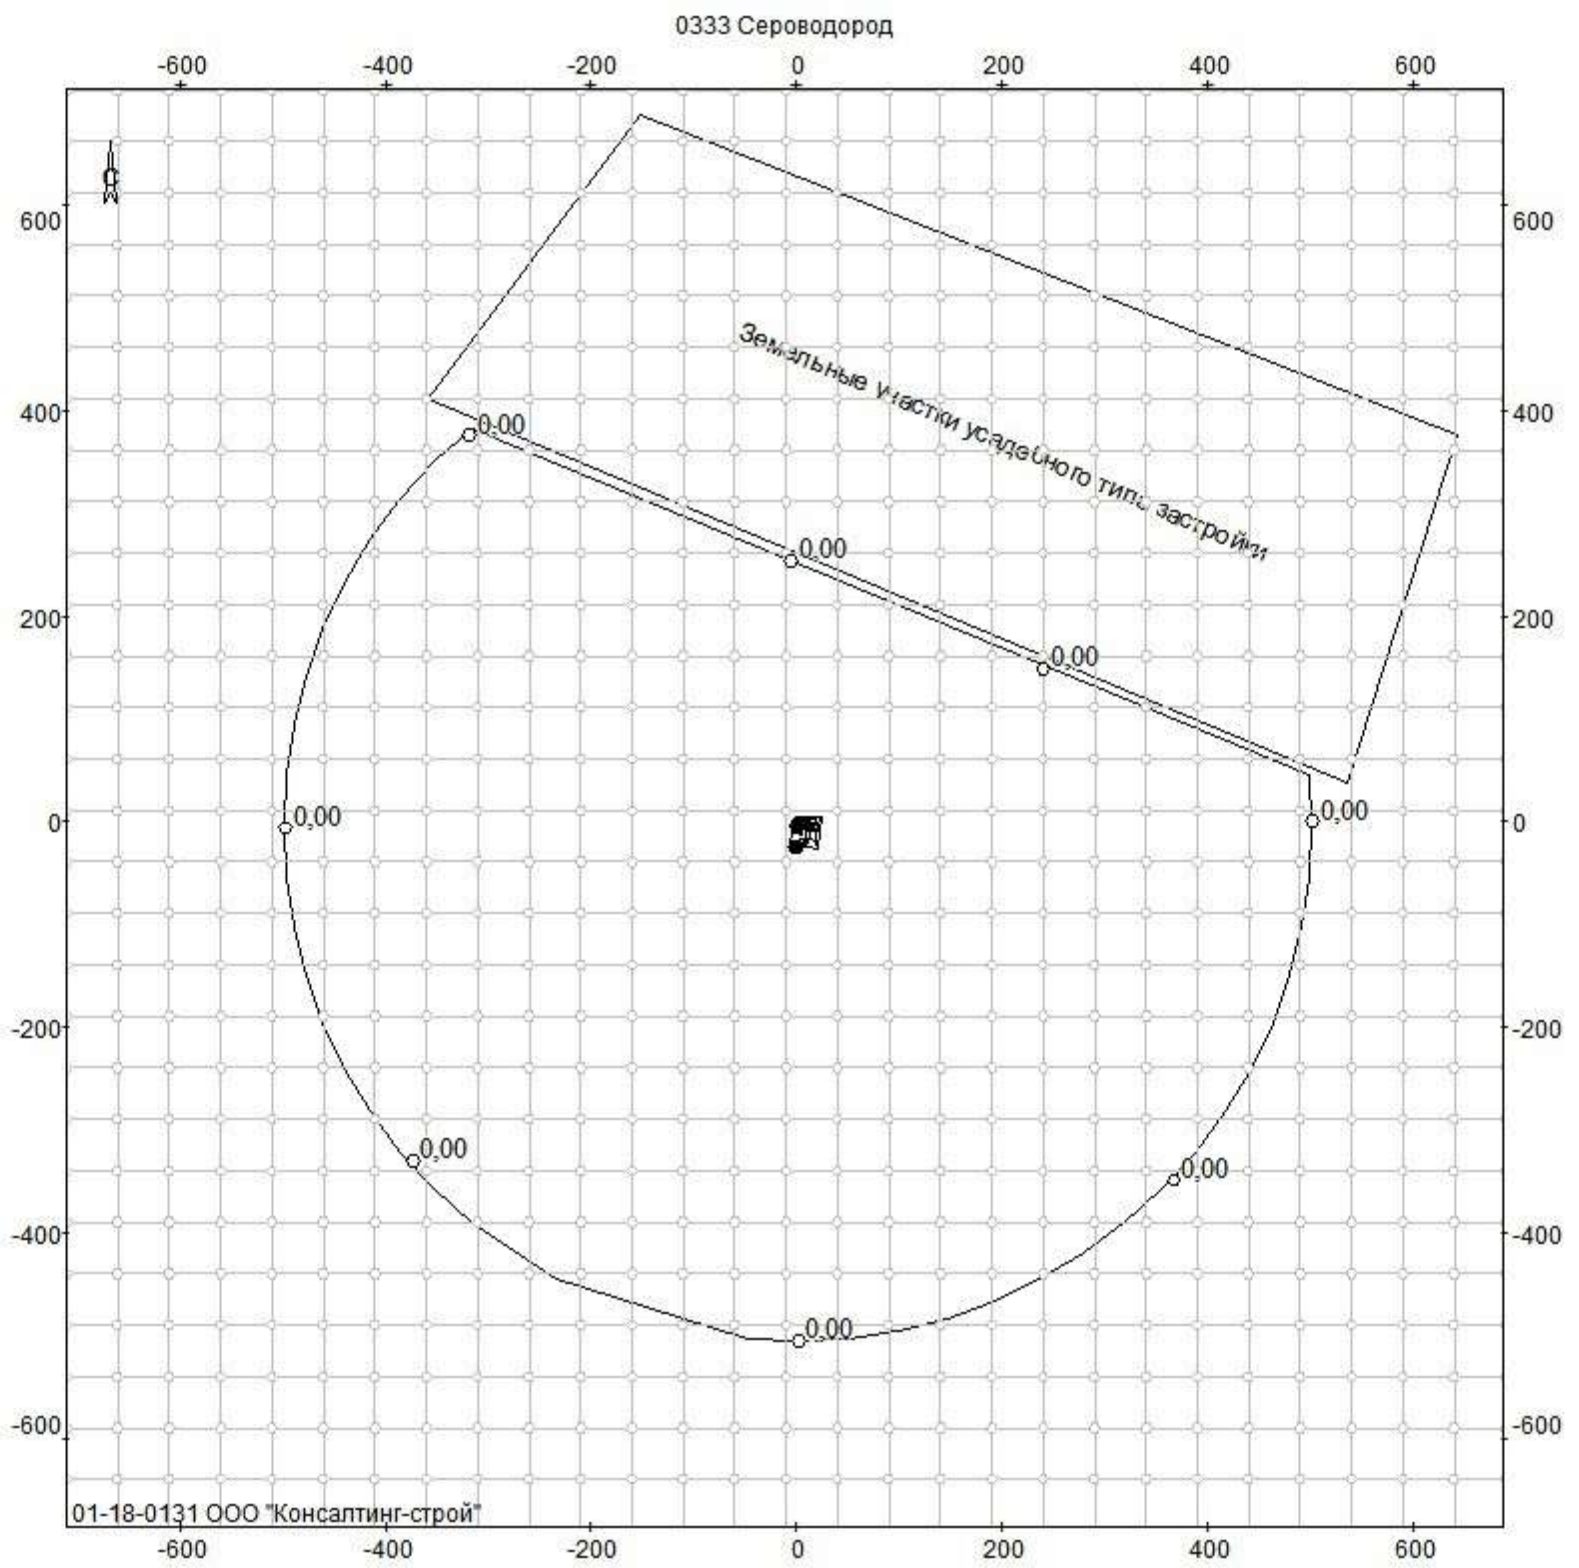 0333 Сероводород
-600 -400 -200 0 200 400 600
С
600 600
Земельные участки усадебного типа застройки
400 400
0,00
0,00
200 200
0,00
0,00 0,00
0 0
-200 -200
0,00 0,00
-400 -400
0,00
-600 -600
01-18-0131 ООО "Консалтинг-строй"
-600 -400 -200 0 200 400 600